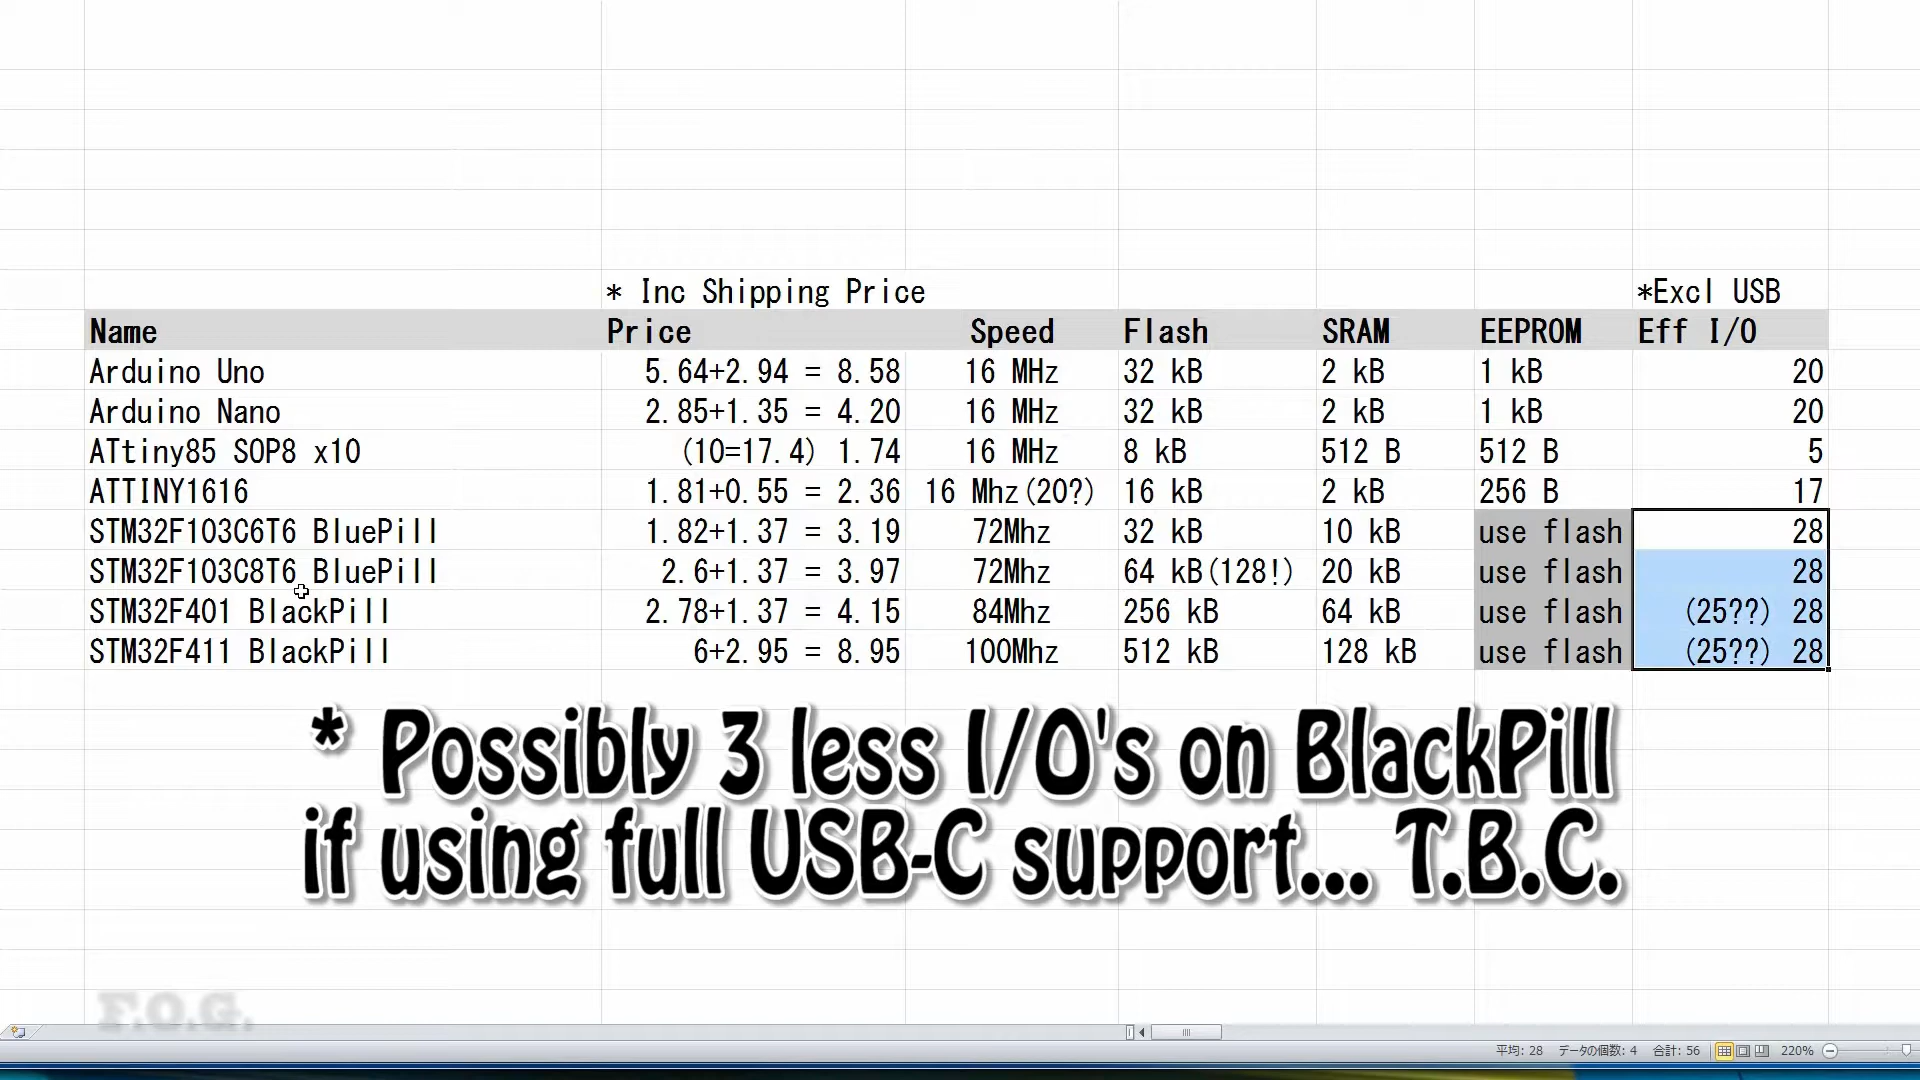 * Inc Shipping Price *Excl USB
Name Price Speed Flash SRAM EEPROM Eff I/O
Arduino Uno 5.64+2.94 = 8.58 16 MHz 32 kB 2 kB 1 kB 20
Arduino Nano 2.85+1.35 = 4.20 16 MHz 32 kB 2 kB 1 kB 20
ATtiny85 SOP8 x10 (10=17.4) 1.74 16 MHz 8 kB 512 B 512 B 5
ATTINY1616 1.81+0.55 = 2.36 16 Mhz(20?) 16 kB 2 kB 256 B 17
STM32F103C6T6 BluePill 1.82+1.37 = 3.19 72Mhz 32 kB 10 kB use flash 28
STM32F103C8T6 BluePill 2.6+1.37 = 3.97 72Mhz 64 kB(128!) 20 kB use flash 28
STM32F401 BlackPill 2.78+1.37 = 4.15 84Mhz 256 kB 64 kB use flash (25??) 28
STM32F411 BlackPill 6+2.95 = 8.95 100Mhz 512 kB 128 kB use flash (25??) 28
* Possibly 3 less I/O's on BlackPill
if using full USB-C support... T.B.C.
F.O.G.
平均: 28 データの個数: 4 合計: 56 220%